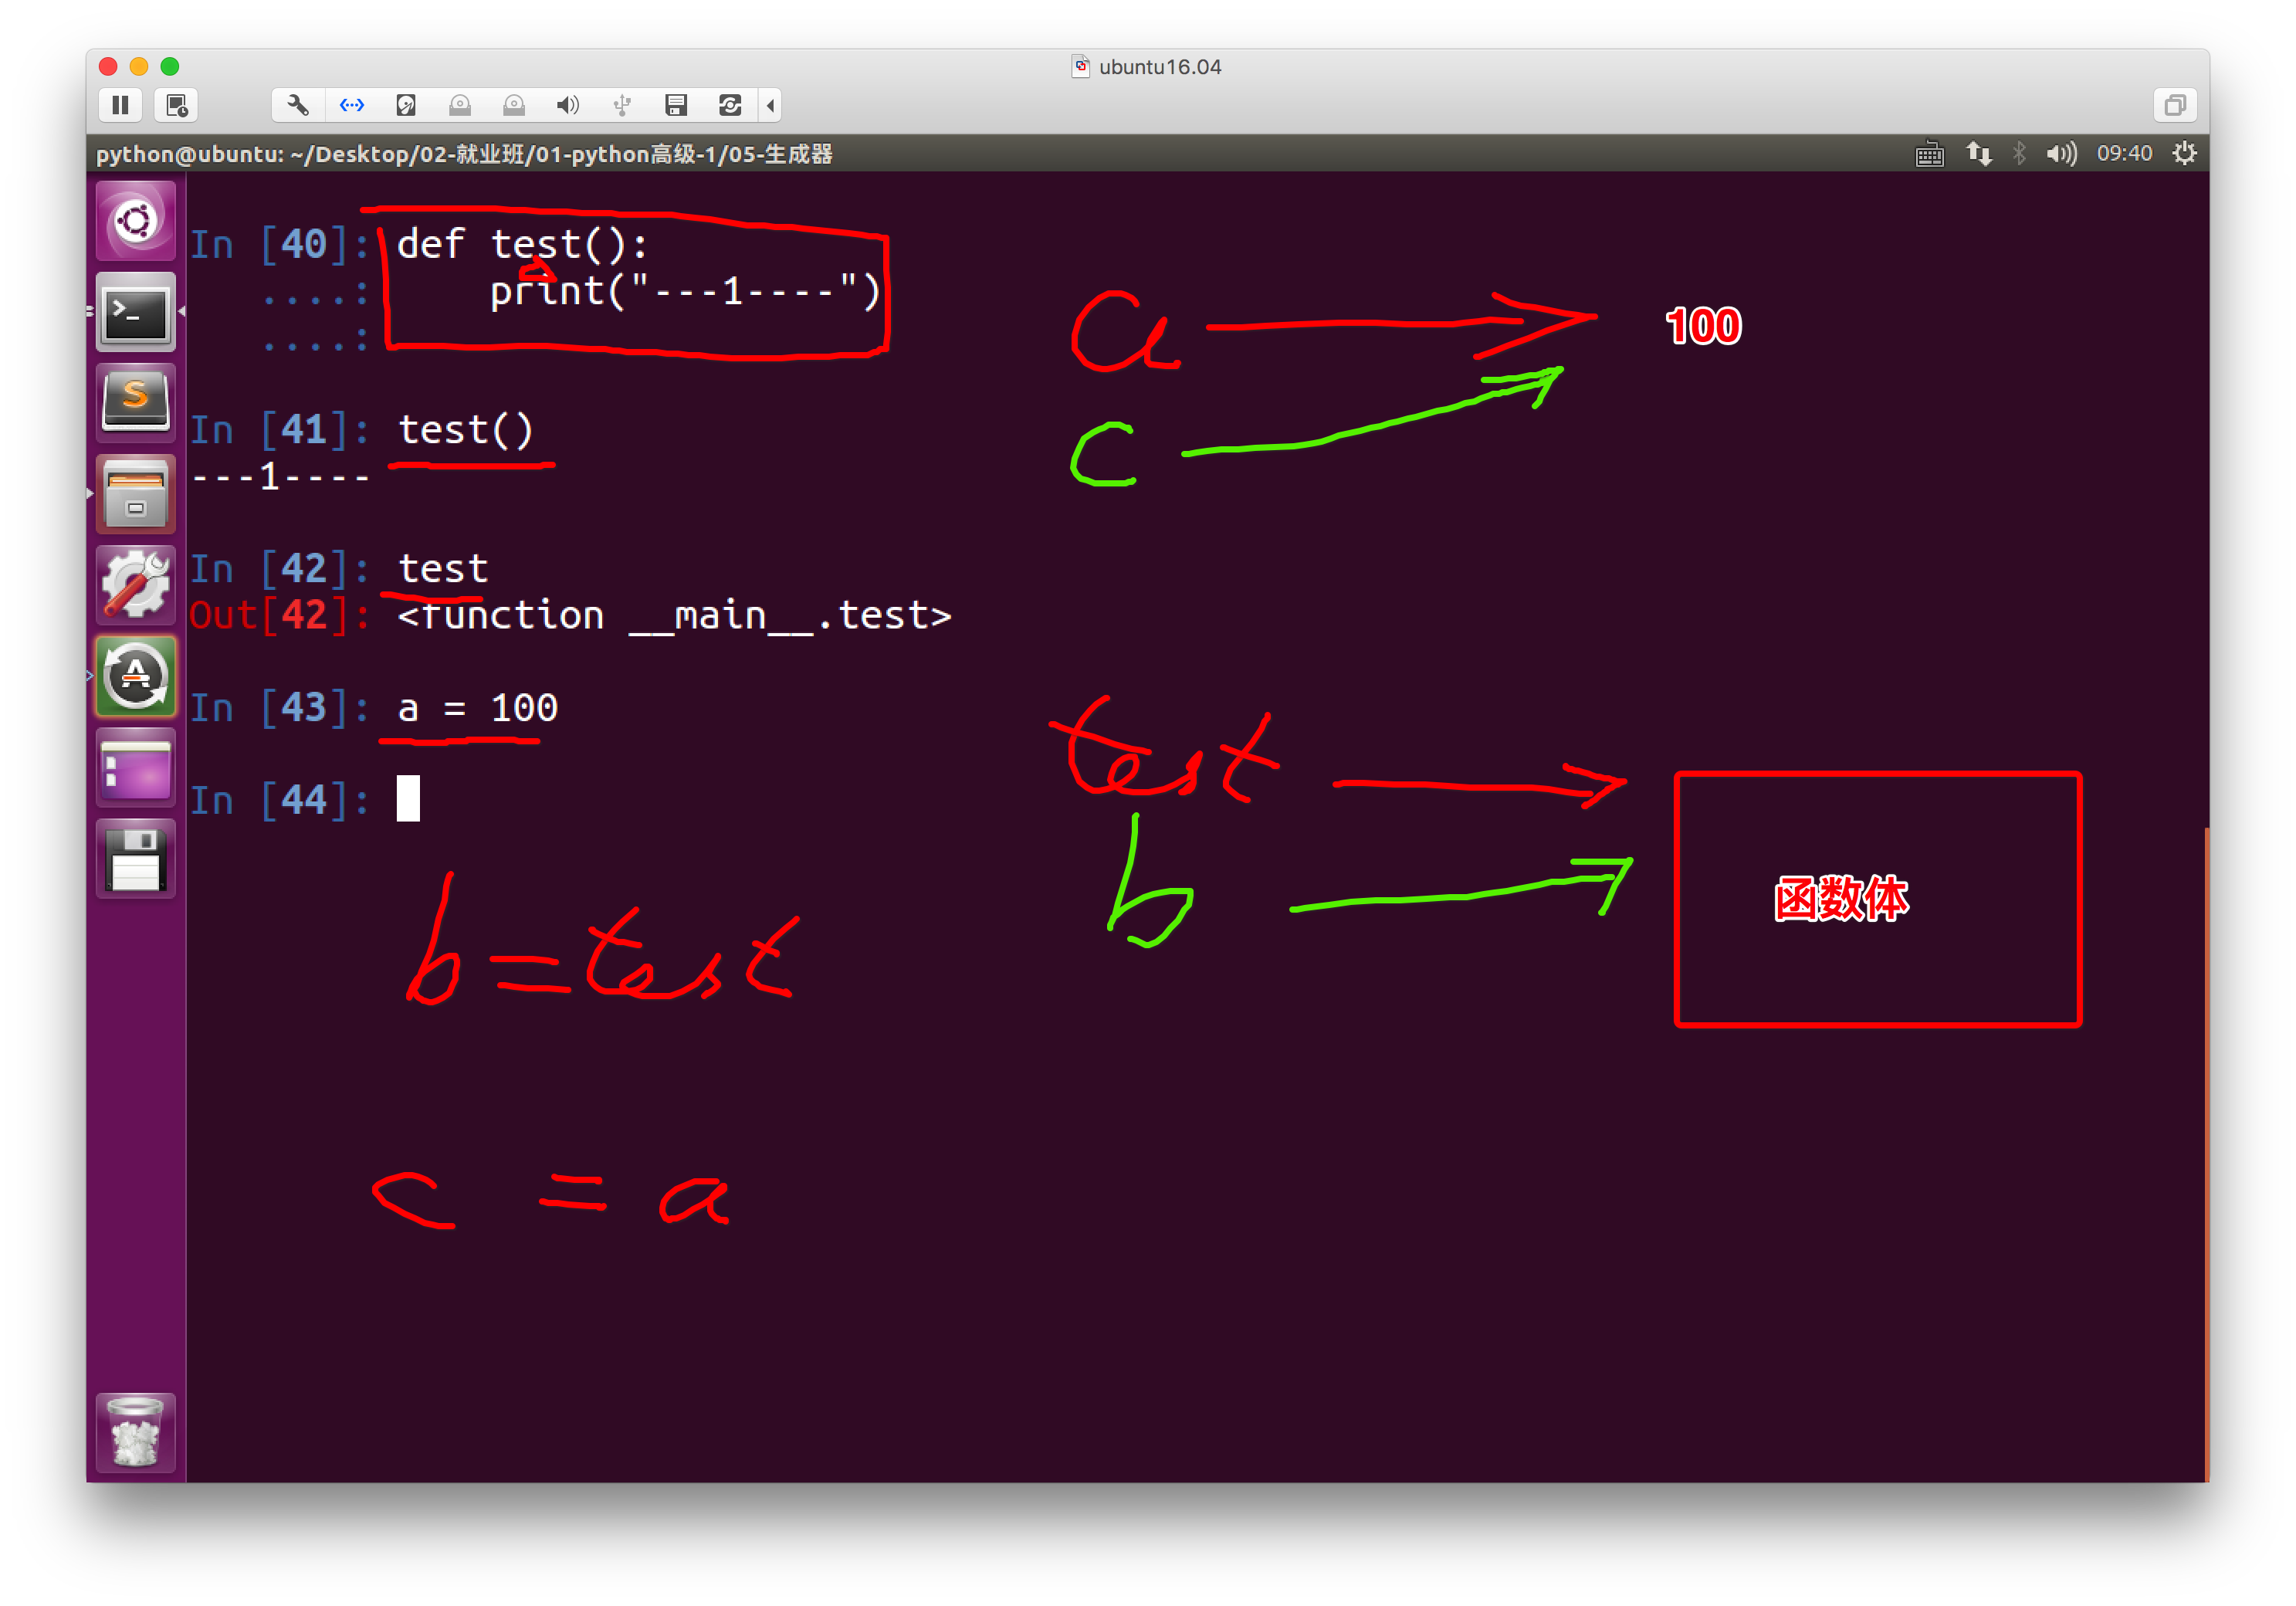 ubuntu16.04
python@ubuntu: ~/Desktop/02-就业班/01-python高级-1/05-生成器
09:40
In [40]: def test():
....:     print("---1----")
....:
In [41]: test()
---1----
In [42]: test
Out[42]: <function __main__.test>
In [43]: a = 100
In [44]:
b=test
c = a
a
100
c
test
b
函数体